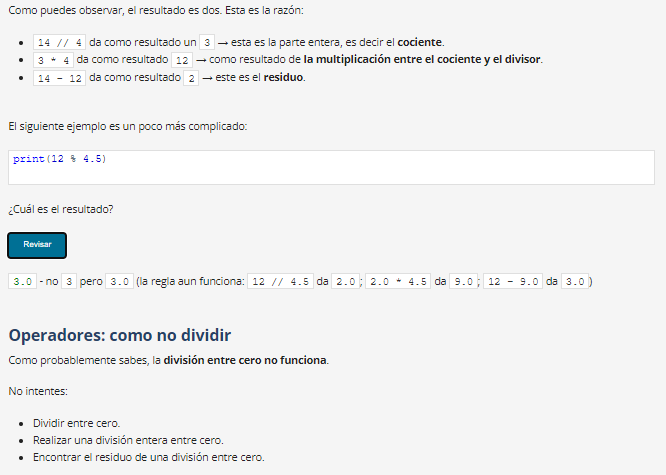 Como puedes observar, el resultado es dos. Esta es la razón:
• 14 // 4 da como resultado un 3 → esta es la parte entera, es decir el cociente.
• 3 * 4 da como resultado 12 → como resultado de la multiplicación entre el cociente y el divisor.
• 14 - 12 da como resultado 2 → este es el residuo.
El siguiente ejemplo es un poco más complicado:
print(12 % 4.5)
¿Cuál es el resultado?
Revisar
3.0 - no 3 pero 3.0 (la regla aun funciona: 12 // 4.5 da 2.0; 2.0 * 4.5 da 9.0; 12 - 9.0 da 3.0)
Operadores: como no dividir
Como probablemente sabes, la división entre cero no funciona.
No intentes:
• Dividir entre cero.
• Realizar una división entera entre cero.
• Encontrar el residuo de una división entre cero.